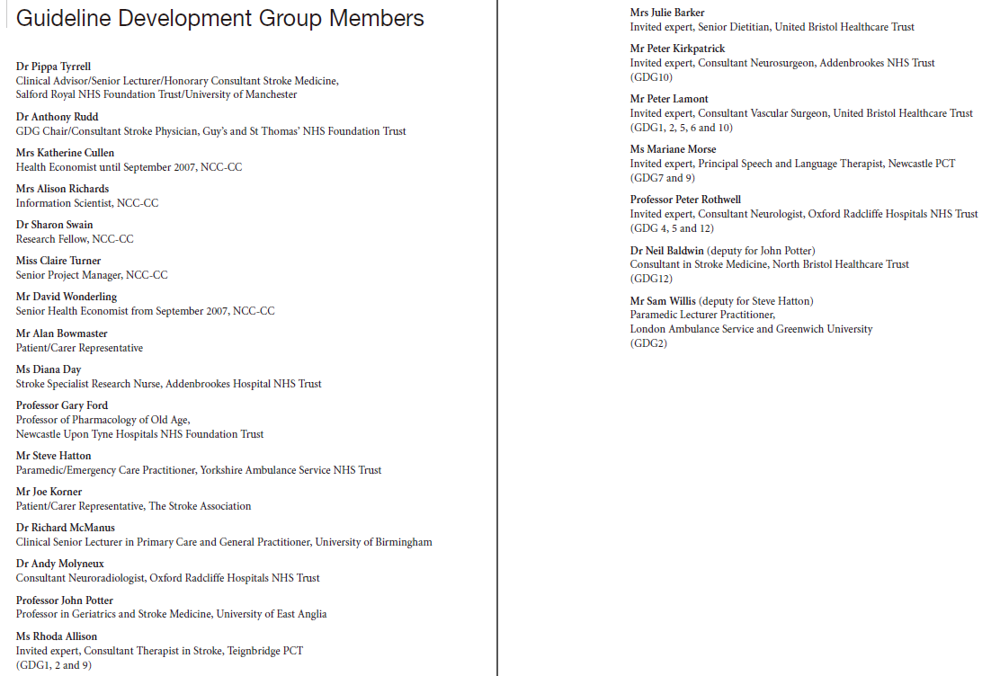 Guideline Development Group Members
Dr Pippa Tyrrell
Clinical Advisor/Senior Lecturer/Honorary Consultant Stroke Medicine,
Salford Royal NHS Foundation Trust/University of Manchester
Dr Anthony Rudd
GDG Chair/Consultant Stroke Physician, Guy’s and St Thomas’ NHS Foundation Trust
Mrs Katherine Cullen
Health Economist until September 2007, NCC-CC
Mrs Alison Richards
Information Scientist, NCC-CC
Dr Sharon Swain
Research Fellow, NCC-CC
Miss Claire Turner
Senior Project Manager, NCC-CC
Mr David Wonderling
Senior Health Economist from September 2007, NCC-CC
Mr Alan Bowmaster
Patient/Carer Representative
Ms Diana Day
Stroke Specialist Research Nurse, Addenbrookes Hospital NHS Trust
Professor Gary Ford
Professor of Pharmacology of Old Age,
Newcastle Upon Tyne Hospitals NHS Foundation Trust
Mr Steve Hatton
Paramedic/Emergency Care Practitioner, Yorkshire Ambulance Service NHS Trust
Mr Joe Korner
Patient/Carer Representative, The Stroke Association
Dr Richard McManus
Clinical Senior Lecturer in Primary Care and General Practitioner, University of Birmingham
Dr Andy Molyneux
Consultant Neuroradiologist, Oxford Radcliffe Hospitals NHS Trust
Professor John Potter
Professor in Geriatrics and Stroke Medicine, University of East Anglia
Ms Rhoda Allison
Invited expert, Consultant Therapist in Stroke, Teignbridge PCT
(GDG1, 2 and 9)
Mrs Julie Barker
Invited expert, Senior Dietitian, United Bristol Healthcare Trust
Mr Peter Kirkpatrick
Invited expert, Consultant Neurosurgeon, Addenbrookes NHS Trust
(GDG10)
Mr Peter Lamont
Invited expert, Consultant Vascular Surgeon, United Bristol Healthcare Trust
(GDG1, 2, 5, 6 and 10)
Ms Mariane Morse
Invited expert, Principal Speech and Language Therapist, Newcastle PCT
(GDG7 and 9)
Professor Peter Rothwell
Invited expert, Consultant Neurologist, Oxford Radcliffe Hospitals NHS Trust
(GDG 4, 5 and 12)
Dr Neil Baldwin (deputy for John Potter)
Consultant in Stroke Medicine, North Bristol Healthcare Trust
(GDG12)
Mr Sam Willis (deputy for Steve Hatton)
Paramedic Lecturer Practitioner,
London Ambulance Service and Greenwich University
(GDG2)